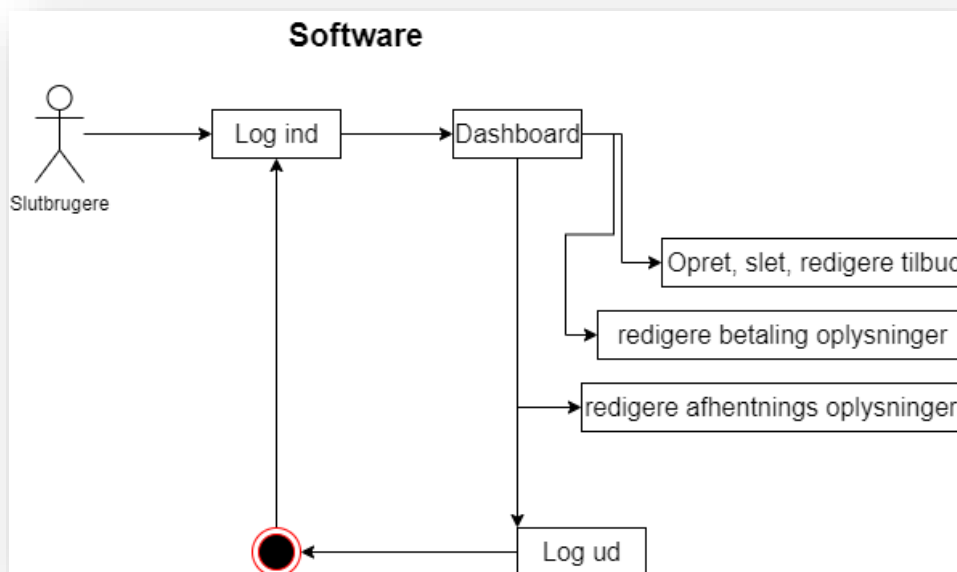 Software
Slutbrugere
Log ind
Dashboard
Opret, slet, redigere tilbud
redigere betaling oplysninger
redigere afhentnings oplysninger
Log ud